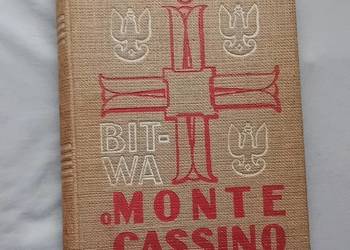 BIT-
WA
o MONTE
CASSINO